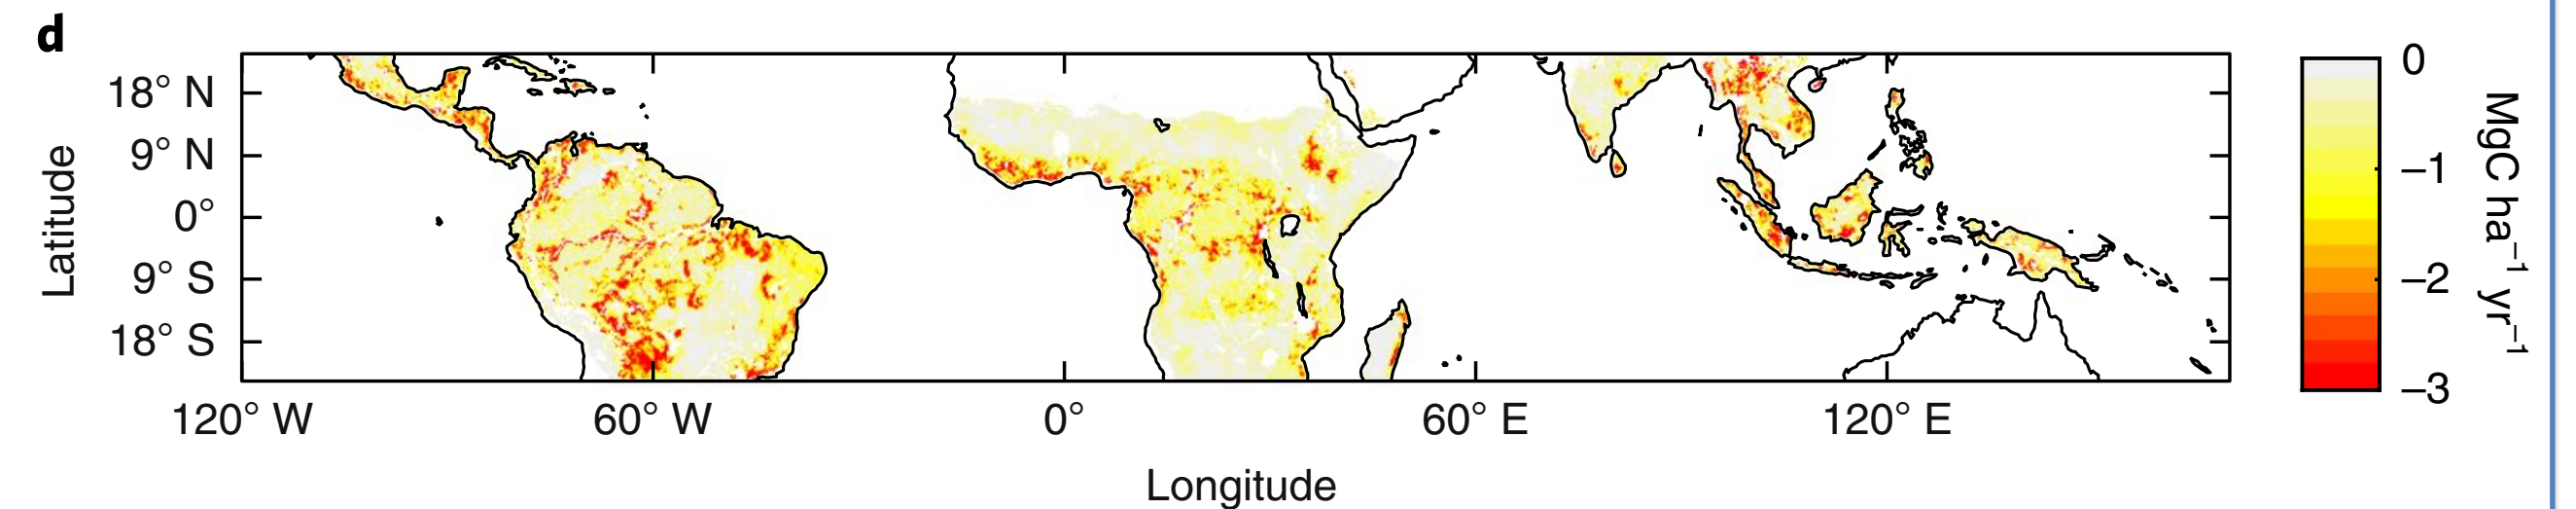 d
18° N
9° N
0°
9° S
18° S
Latitude
120° W
60° W
0°
60° E
120° E
Longitude
0
–1
–2
–3
MgC ha⁻¹ yr⁻¹